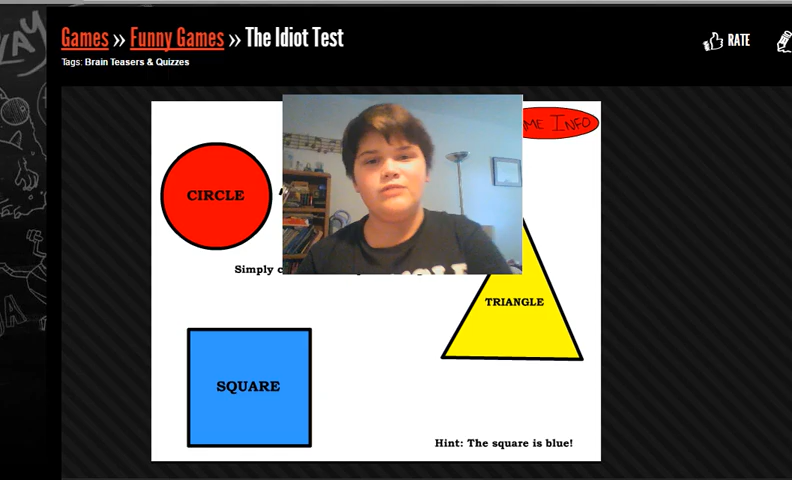 Games » Funny Games » The Idiot Test
RATE
Tags: Brain Teasers & Quizzes
INFO
CIRCLE
Simply
TRIANGLE
SQUARE
Hint: The square is blue!